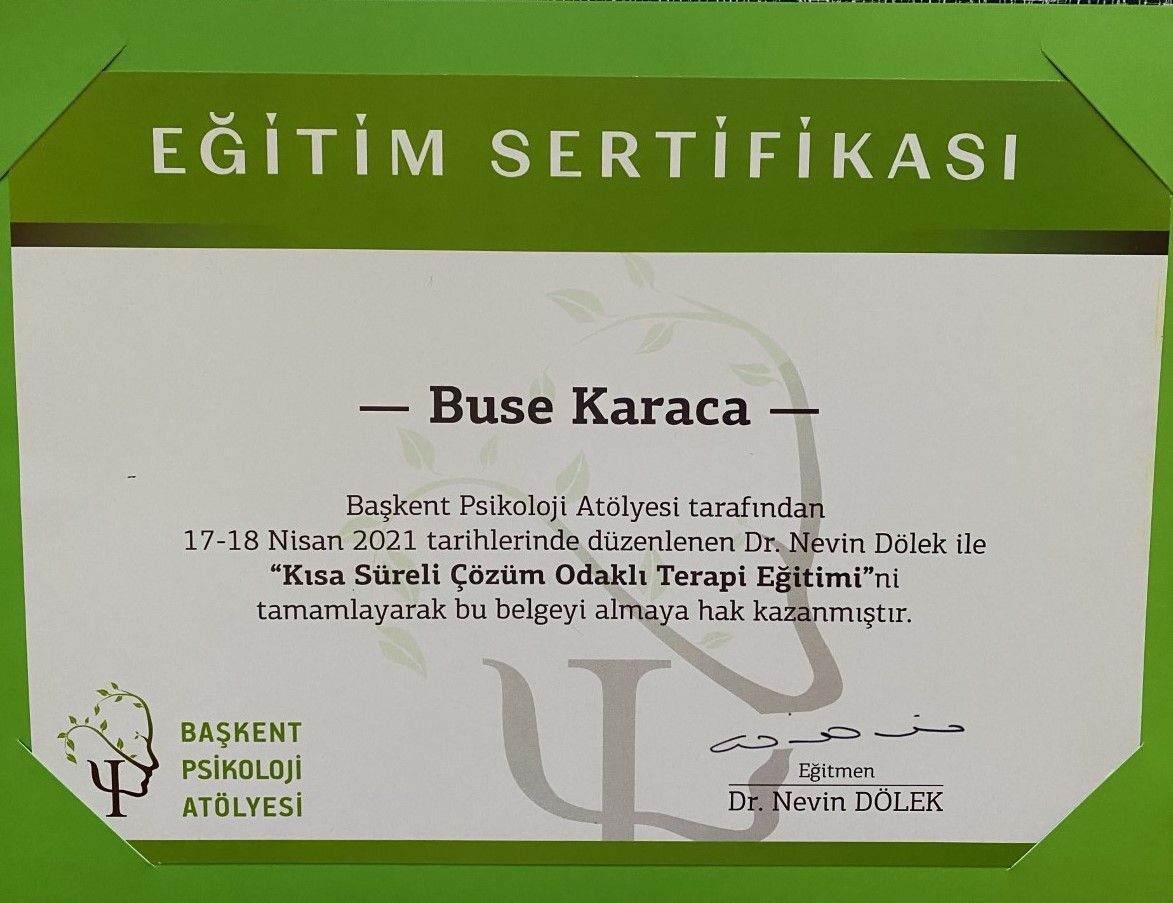 EĞİTİM SERTİFİKASI
— Buse Karaca —
Başkent Psikoloji Atölyesi tarafından
17-18 Nisan 2021 tarihlerinde düzenlenen Dr. Nevin Dölek ile
“Kısa Süreli Çözüm Odaklı Terapi Eğitimi”ni
tamamlayarak bu belgeyi almaya hak kazanmıştır.
BAŞKENT
PSİKOLOJİ
ATÖLYESİ
Eğitmen
Dr. Nevin DÖLEK